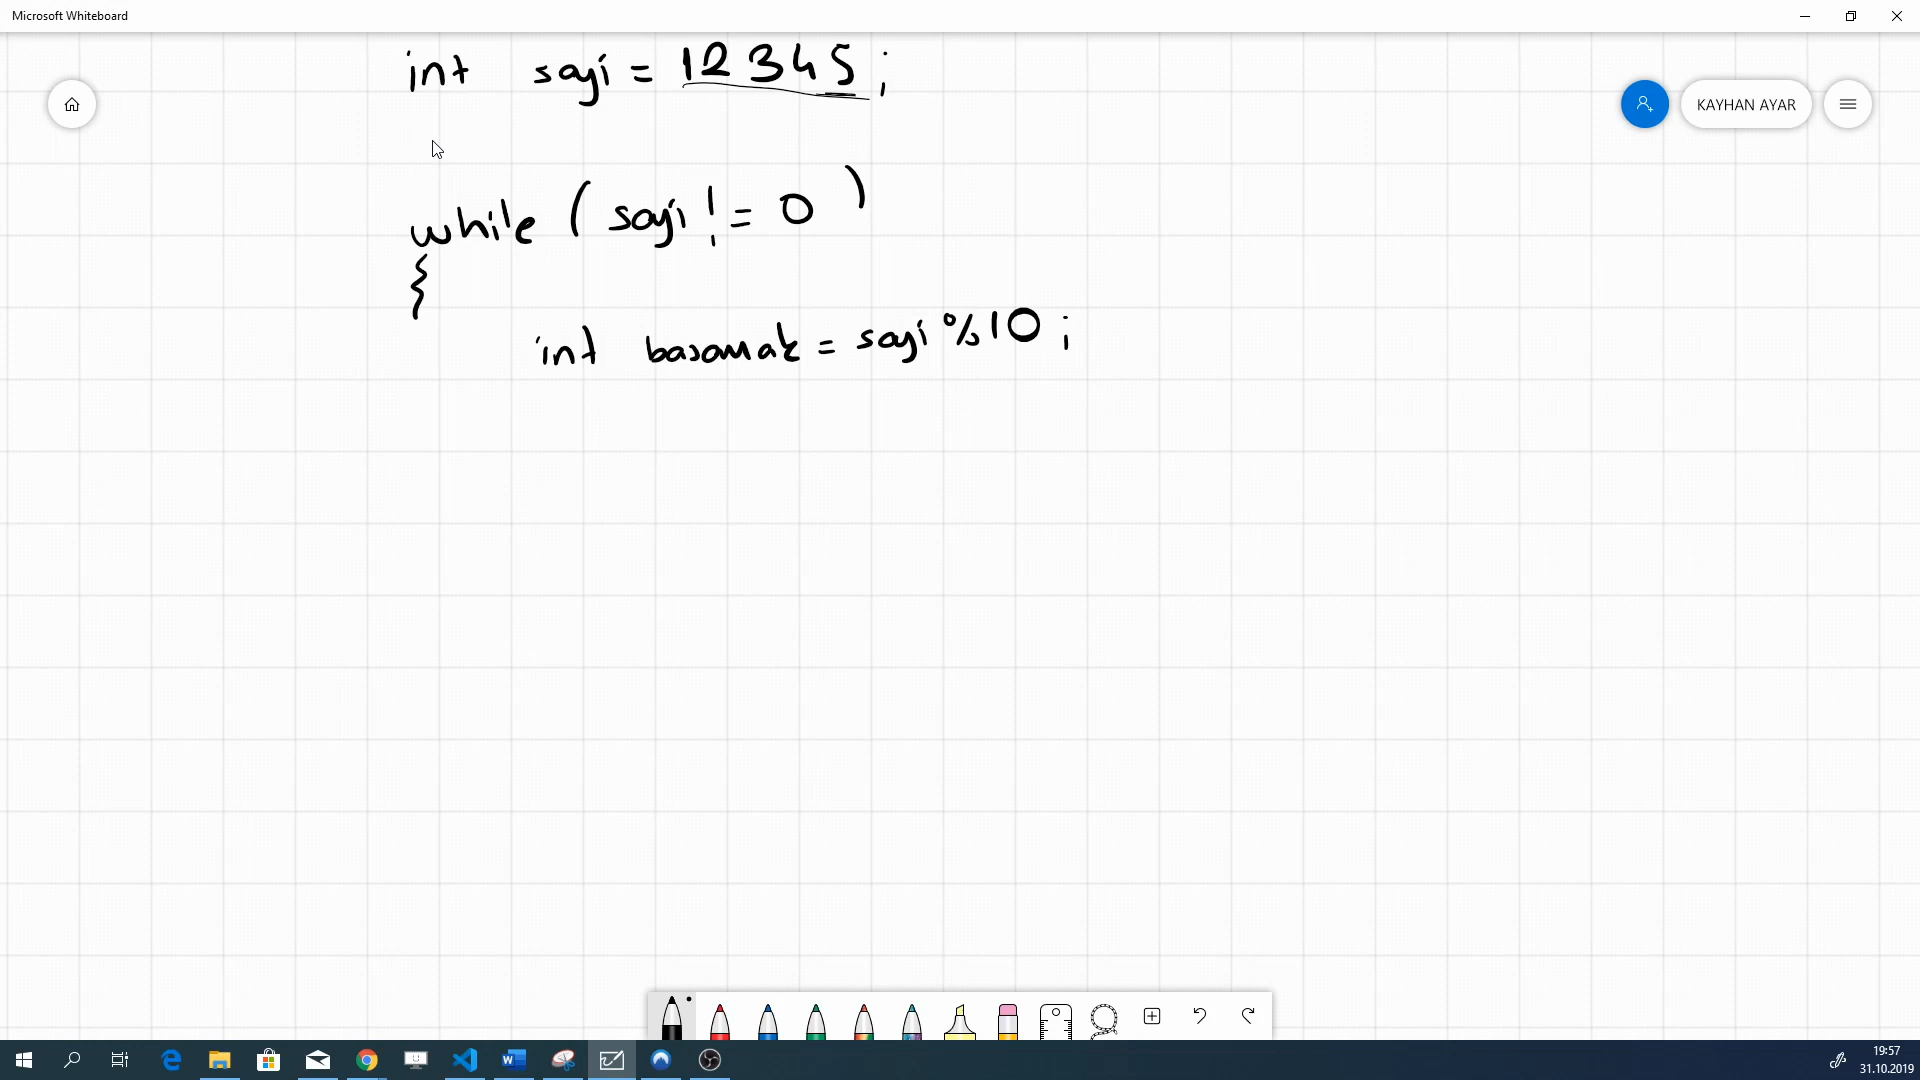 Microsoft Whiteboard
int sayi = 12345;
KAYHAN AYAR
while (sayi != 0)
{
int basamak = sayi %10;
19:57
31.10.2019